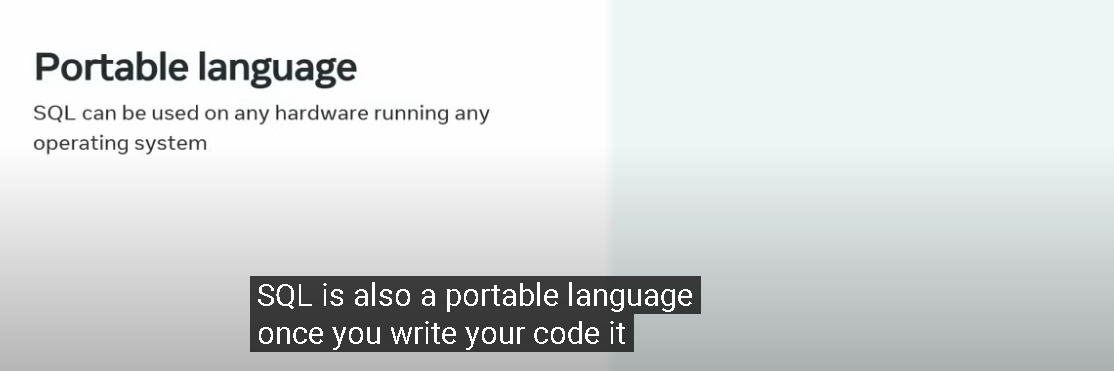 Portable language
SQL can be used on any hardware running any
operating system
SQL is also a portable language
once you write your code it